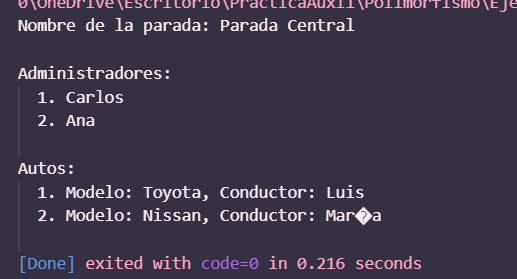 0\OneDrive\Escritorio\PracticaAuxII\Polimorfismo\Eje
Nombre de la parada: Parada Central
Administradores:
1. Carlos
2. Ana
Autos:
1. Modelo: Toyota, Conductor: Luis
2. Modelo: Nissan, Conductor: Mar�a
[Done] exited with code=0 in 0.216 seconds